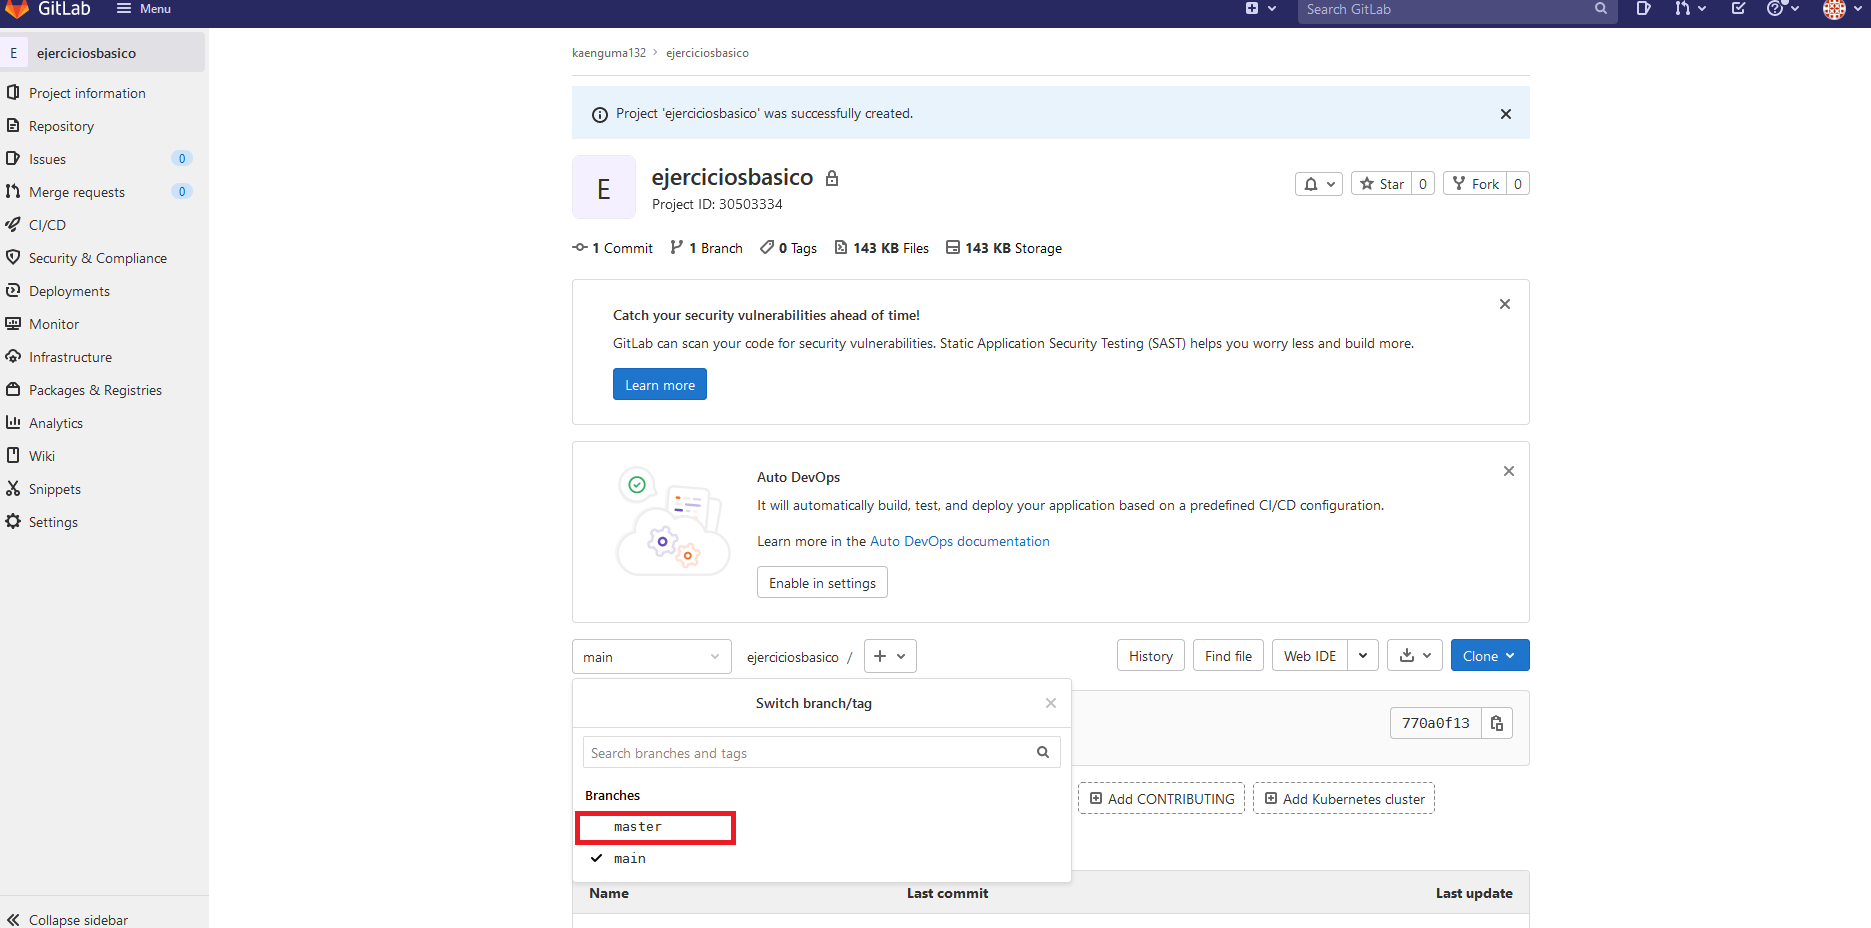 GitLab Menu Search GitLab
E ejerciciosbasico
Project information
Repository
Issues 0
Merge requests 0
CI/CD
Security & Compliance
Deployments
Monitor
Infrastructure
Packages & Registries
Analytics
Wiki
Snippets
Settings
Collapse sidebar
kaenguma132 > ejerciciosbasico
Project 'ejerciciosbasico' was successfully created.
E
ejerciciosbasico
Project ID: 30503334
Star 0 Fork 0
1 Commit 1 Branch 0 Tags 143 KB Files 143 KB Storage
Catch your security vulnerabilities ahead of time!
GitLab can scan your code for security vulnerabilities. Static Application Security Testing (SAST) helps you worry less and build more.
Learn more
Auto DevOps
It will automatically build, test, and deploy your application based on a predefined CI/CD configuration.
Learn more in the Auto DevOps documentation
Enable in settings
main ejerciciosbasico / + History Find file Web IDE Clone
Switch branch/tag
770a0f13
Search branches and tags
Branches
master
main
Add CONTRIBUTING Add Kubernetes cluster
Name Last commit Last update